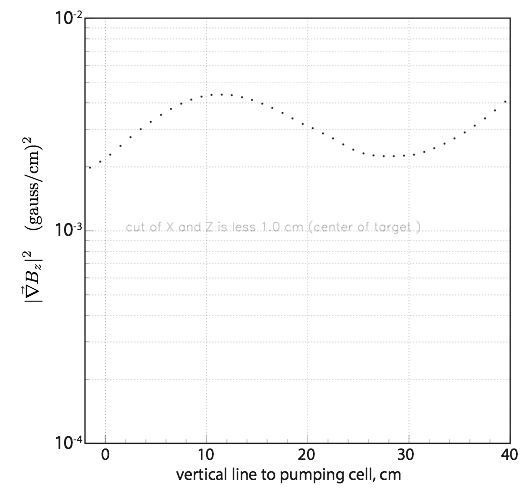 10-2
|∇⃗B_z|² (gauss/cm)²
10-3
cut of X and Z is less 1.0 cm (center of target )
10-4
0 10 20 30 40
vertical line to pumping cell, cm